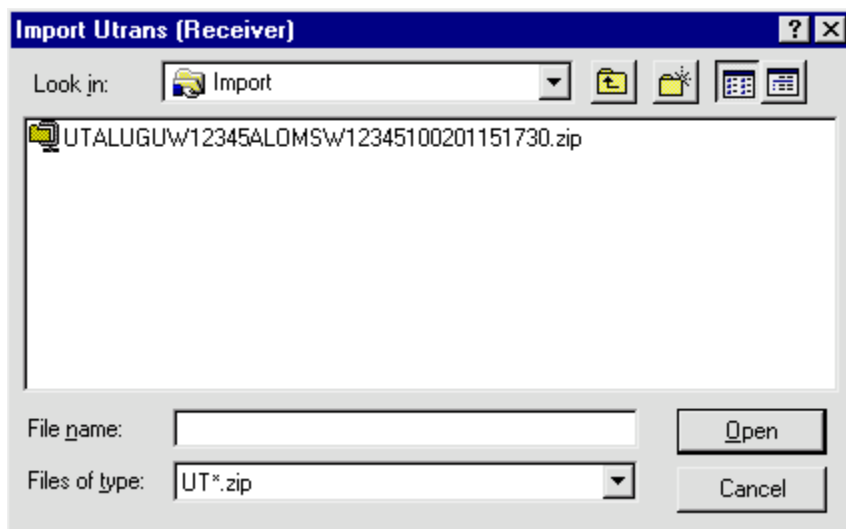 Import Utrans (Receiver)
Look in: Import
UTALUGUW12345ALOMSW12345100201151730.zip
File name: Open
Files of type: UT*.zip Cancel